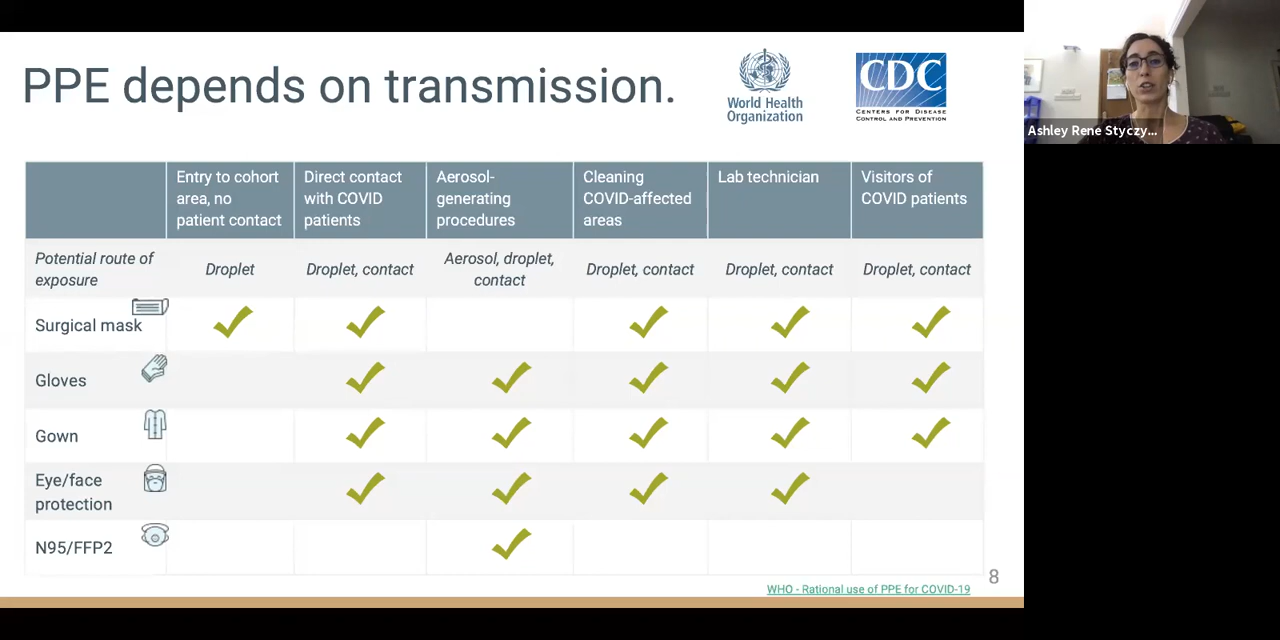 PPE depends on transmission.
World Health
Organization
CDC
CENTERS FOR DISEASE
CONTROL AND PREVENTION
Ashley Rene Styczy...
Entry to cohort
area, no
patient contact
Direct contact
with COVID
patients
Aerosol-
generating
procedures
Cleaning
COVID-affected
areas
Lab technician
Visitors of
COVID patients
Potential route of
exposure
Droplet
Droplet, contact
Aerosol, droplet,
contact
Droplet, contact
Droplet, contact
Droplet, contact
Surgical mask
Gloves
Gown
Eye/face
protection
N95/FFP2
8
WHO - Rational use of PPE for COVID-19